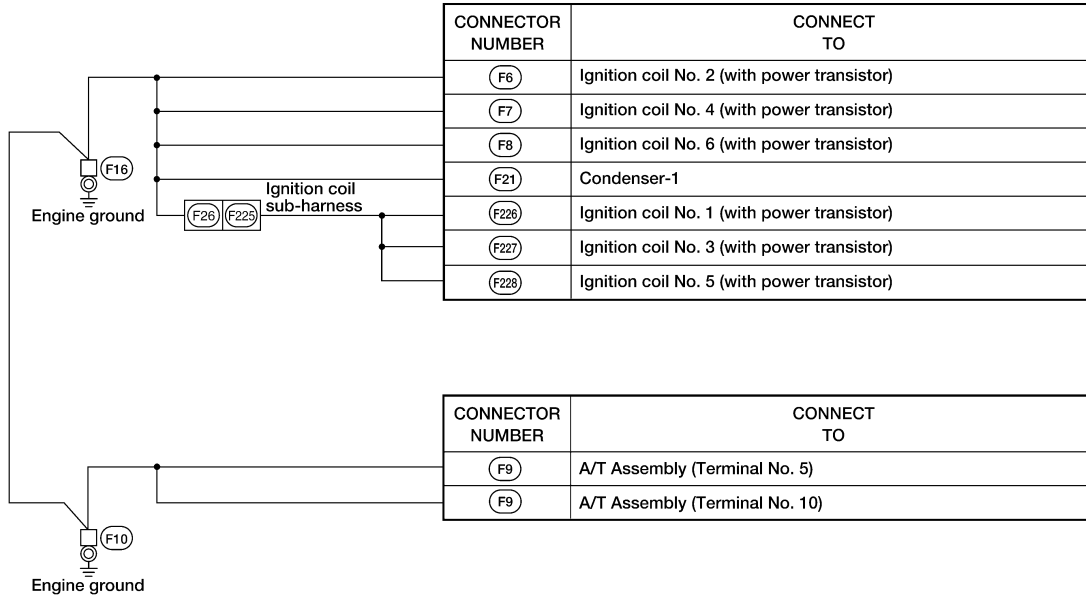 CONNECTOR NUMBER
CONNECT TO
F6
Ignition coil No. 2 (with power transistor)
F7
Ignition coil No. 4 (with power transistor)
F8
Ignition coil No. 6 (with power transistor)
F21
Condenser-1
F226
Ignition coil No. 1 (with power transistor)
F227
Ignition coil No. 3 (with power transistor)
F228
Ignition coil No. 5 (with power transistor)
F16
Engine ground
F26
F225
Ignition coil
sub-harness
CONNECTOR NUMBER
CONNECT TO
F9
A/T Assembly (Terminal No. 5)
F9
A/T Assembly (Terminal No. 10)
F10
Engine ground